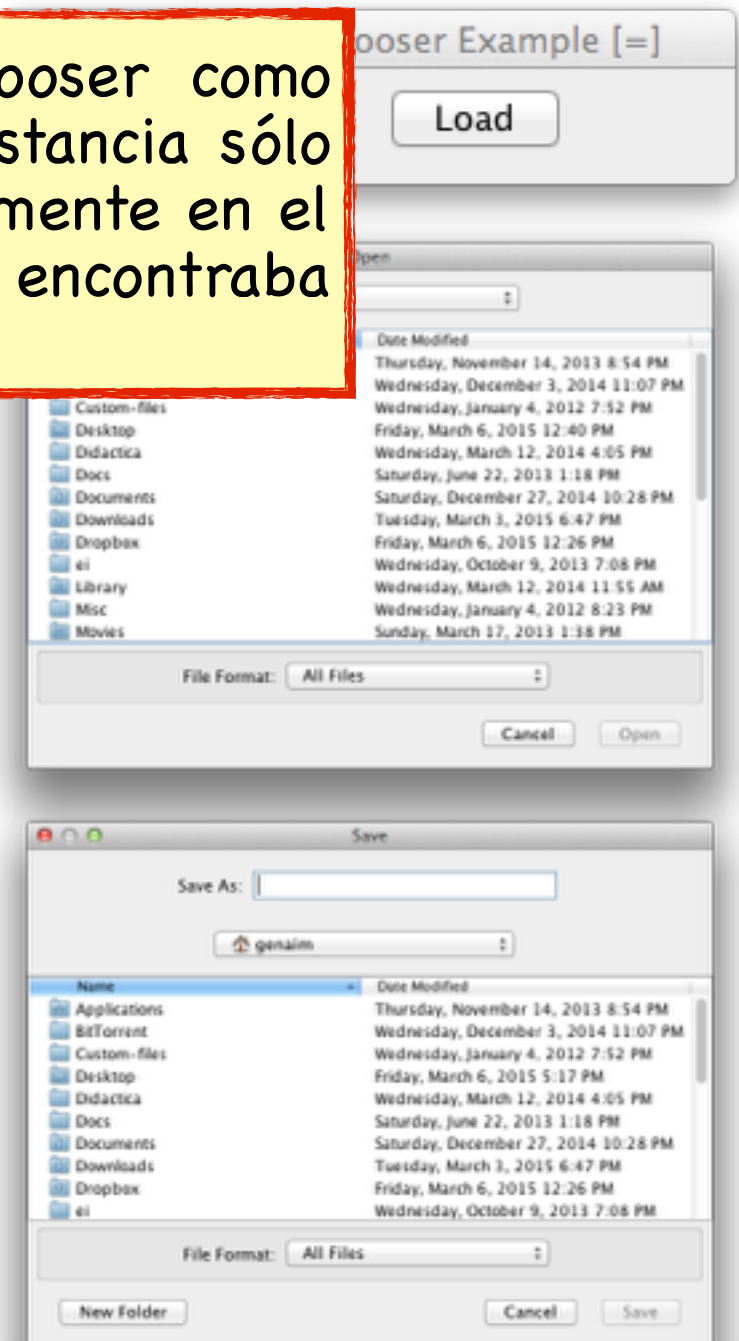 ooser Example [=]
Load
ooser como
stancia sólo
mente en el
encontraba
Open
Date Modified
Thursday, November 14, 2013 8:54 PM
Wednesday, December 3, 2014 11:07 PM
Custom-files Wednesday, January 4, 2012 7:52 PM
Desktop Friday, March 6, 2015 12:40 PM
Didactica Wednesday, March 12, 2014 4:05 PM
Docs Saturday, June 22, 2013 1:18 PM
Documents Saturday, December 27, 2014 10:28 PM
Downloads Tuesday, March 3, 2015 6:47 PM
Dropbox Friday, March 6, 2015 12:26 PM
ei Wednesday, October 9, 2013 7:08 PM
Library Wednesday, March 12, 2014 11:55 AM
Misc Wednesday, January 4, 2012 8:23 PM
Movies Sunday, March 17, 2013 1:38 PM
File Format: All Files
Cancel Open
Save
Save As:
genaim
Name Date Modified
Applications Thursday, November 14, 2013 8:54 PM
BitTorrent Wednesday, December 3, 2014 11:07 PM
Custom-files Wednesday, January 4, 2012 7:52 PM
Desktop Friday, March 6, 2015 5:17 PM
Didactica Wednesday, March 12, 2014 4:05 PM
Docs Saturday, June 22, 2013 1:18 PM
Documents Saturday, December 27, 2014 10:28 PM
Downloads Tuesday, March 3, 2015 6:47 PM
Dropbox Friday, March 6, 2015 12:26 PM
ei Wednesday, October 9, 2013 7:08 PM
File Format: All Files
New Folder Cancel Save